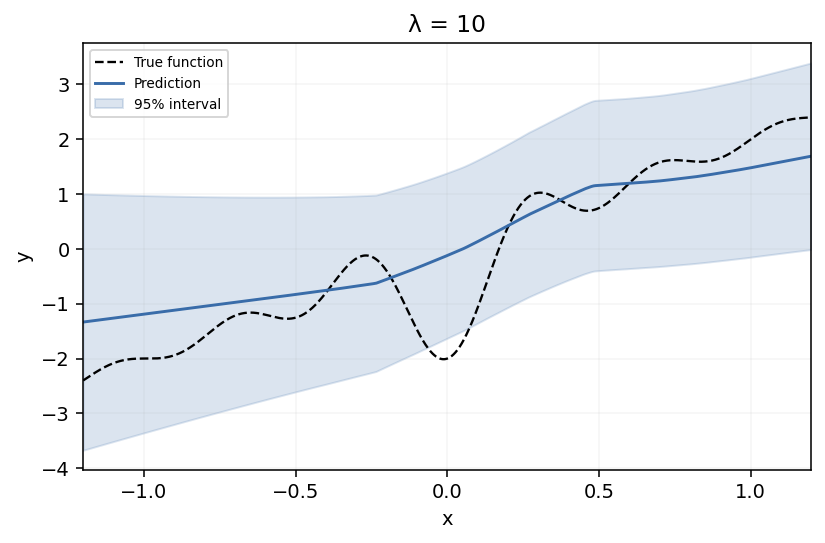 λ = 10
True function
Prediction
95% interval
3
2
1
0
−1
−2
−3
−4
y
−1.0 −0.5 0.0 0.5 1.0
x